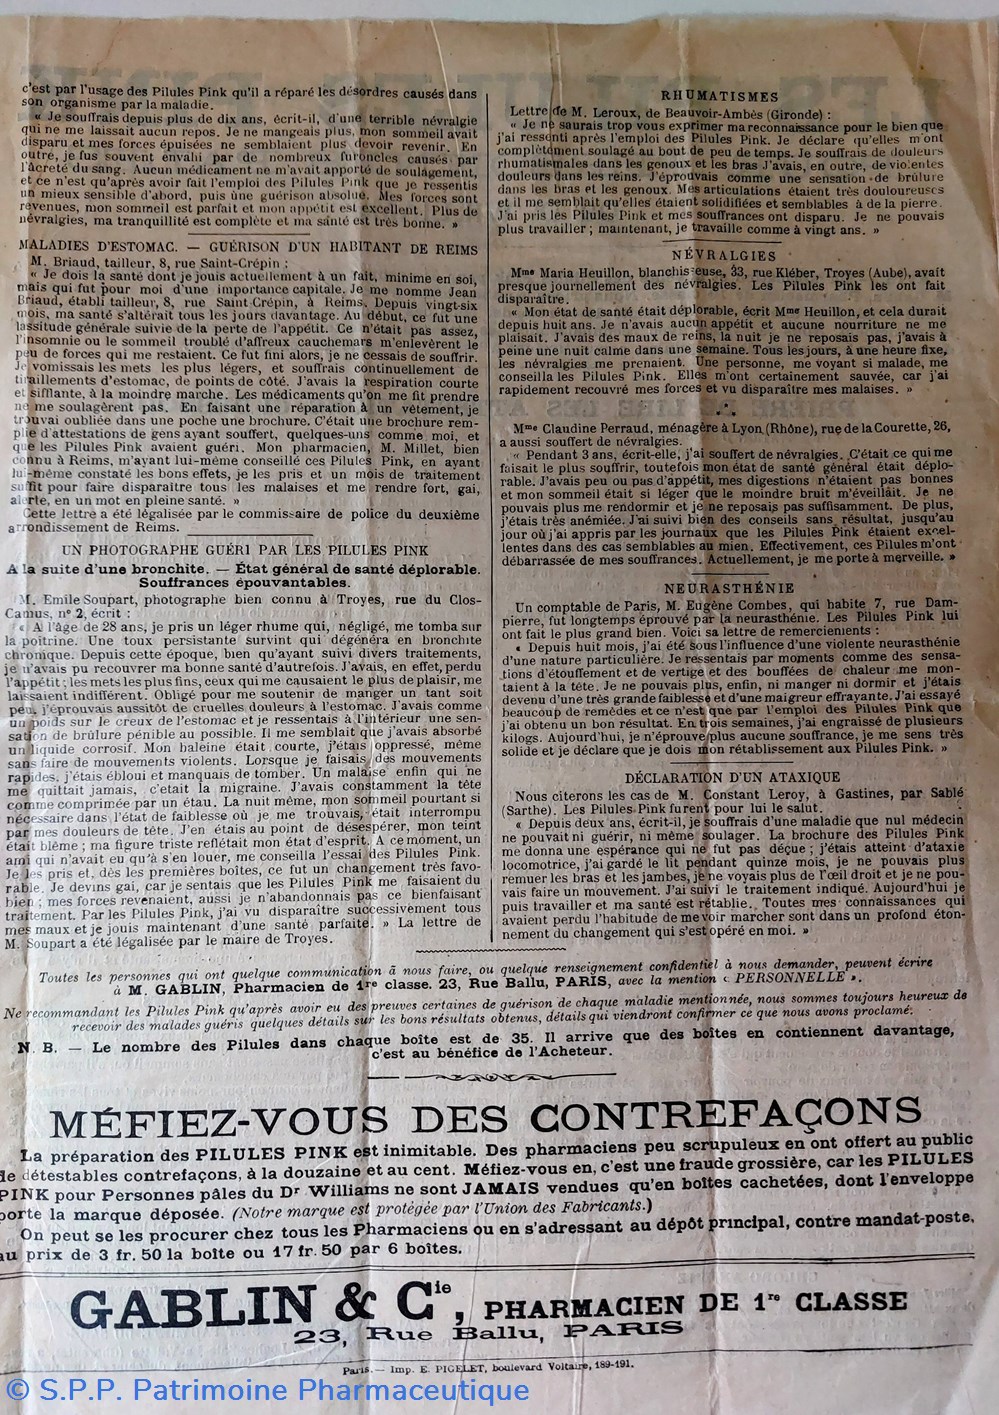 c'est par l'usage des Pilules Pink qu'il a réparé les désordres causés dans
son organisme par la maladie.
« Je souffrais depuis plus de dix ans, écrit-il, d'une terrible névralgie
qui ne me laissait aucun repos. Je ne mangeais plus, mon sommeil avait
disparu et mes forces épuisées ne semblaient plus devoir revenir. En
outre, je fus souvent envahi par de nombreux furoncles causés par
l'âcreté du sang. Aucun médicament ne m'avait apporté de soulagement,
et ce n'est qu'après avoir fait l'emploi des Pilules Pink que je ressentis
un mieux sensible d'abord, puis une guérison absolue. Mes forces sont
revenues, mon sommeil est parfait et mon appétit est excellent. Plus de
névralgies, ma tranquillité est complète et ma santé est très bonne. »
MALADIES D'ESTOMAC. — GUÉRISON D'UN HABITANT DE REIMS
M. Briaud, tailleur, 8, rue Saint-Crépin :
« Je dois la santé dont je jouis actuellement à un fait, minime en soi,
mais qui fut pour moi d'une importance capitale. Je me nomme Jean
Briaud, établi tailleur, 8, rue Saint-Crépin, à Reims. Depuis vingt-six
mois, ma santé s'altérait tous les jours davantage. Au début, ce fut une
lassitude générale suivie de la perte de l'appétit. Ce n'était pas assez,
l'insomnie ou le sommeil troublé d'affreux cauchemars m'enlevèrent le
peu de forces qui me restaient. Ce fut fini alors, je ne cessais de souffrir.
Je vomissais les mets les plus légers, et souffrais continuellement de
tiraillements d'estomac, de points de côté. J'avais la respiration courte
et sifflante, à la moindre marche. Les médicaments qu'on me fit prendre
ne me soulagèrent pas. En faisant une réparation à un vêtement, je
trouvai oubliée dans une poche une brochure. C'était une brochure rem-
plie d'attestations de gens ayant souffert, quelques-uns comme moi, et
que les Pilules Pink avaient guéri. Mon pharmacien, M. Millet, bien
connu à Reims, m'ayant lui-même conseillé ces Pilules Pink, en ayant
lui-même constaté les bons effets, je les pris et un mois de traitement
suffit pour faire disparaître tous les malaises et me rendre fort, gai,
alerte, en un mot en pleine santé. »
Cette lettre a été légalisée par le commissaire de police du deuxième
arrondissement de Reims.
UN PHOTOGRAPHE GUÉRI PAR LES PILULES PINK
A la suite d'une bronchite. — État général de santé déplorable.
Souffrances épouvantables.
M. Emile Soupart, photographe bien connu à Troyes, rue du Clos-
Camus, n° 2, écrit :
« A l'âge de 28 ans, je pris un léger rhume qui, négligé, me tomba sur
la poitrine. Une toux persistante survint qui dégénéra en bronchite
chronique. Depuis cette époque, bien qu'ayant suivi divers traitements,
je n'avais pu recouvrer ma bonne santé d'autrefois. J'avais, en effet, perdu
l'appétit ; les mets les plus fins, ceux qui me causaient le plus de plaisir, me
laissaient indifférent. Obligé pour me soutenir de manger un tant soit
peu, j'éprouvais aussitôt de cruelles douleurs à l'estomac. J'avais comme
un poids sur le creux de l'estomac et je ressentais à l'intérieur une sen-
sation de brûlure pénible au possible. Il me semblait que j'avais absorbé
un liquide corrosif. Mon haleine était courte, j'étais oppressé, même
sans faire de mouvements violents. Lorsque je faisais des mouvements
rapides, j'étais ébloui et manquais de tomber. Un malaise enfin qui ne
me quittait jamais, c'etait la migraine. J'avais constamment la tête
comme comprimée par un étau. La nuit même, mon sommeil pourtant si
nécessaire dans l'état de faiblesse où je me trouvais, était interrompu
par mes douleurs de tête. J'en étais au point de désespérer, mon teint
était blême ; ma figure triste reflétait mon état d'esprit. A ce moment, un
ami qui n'avait eu qu'à s'en louer, me conseilla l'essai des Pilules Pink.
Je les pris et, dès les premières boîtes, ce fut un changement très favo-
rable. Je devins gai, car je sentais que les Pilules Pink me faisaient du
bien ; mes forces revenaient, aussi je n'abandonnais pas ce bienfaisant
traitement. Par les Pilules Pink, j'ai vu disparaître successivement tous
mes maux et je jouis maintenant d'une santé parfaite. » La lettre de
M. Soupart a été légalisée par le maire de Troyes.
RHUMATISMES
Lettre de M. Leroux, de Beauvoir-Ambès (Gironde) :
« Je ne saurais trop vous exprimer ma reconnaissance pour le bien que
j'ai ressenti après l'emploi des Pilules Pink. Je déclare qu'elles m'ont
complètement soulagé au bout de peu de temps. Je souffrais de douleurs
rhumatismales dans les genoux et les bras J'avais, en outre, de violentes
douleurs dans les reins. J'éprouvais comme une sensation de brûlure
dans les bras et les genoux. Mes articulations étaient très douloureuses
et il me semblait qu'elles étaient solidifiées et semblables à de la pierre.
J'ai pris les Pilules Pink et mes souffrances ont disparu. Je ne pouvais
plus travailler ; maintenant, je travaille comme à vingt ans. »
NÉVRALGIES
Mme Maria Heuillon, blanchisseuse, 33, rue Kléber, Troyes (Aube), avait
presque journellement des névralgies. Les Pilules Pink les ont fait
disparaître.
« Mon état de santé était déplorable, écrit Mme Heuillon, et cela durait
depuis huit ans. Je n'avais aucun appétit et aucune nourriture ne me
plaisait. J'avais des maux de reins, la nuit je ne reposais pas, j'avais à
peine une nuit calme dans une semaine. Tous les jours, à une heure fixe,
les névralgies me prenaient. Une personne, me voyant si malade, me
conseilla les Pilules Pink. Elles m'ont certainement sauvée, car j'ai
rapidement recouvré mes forces et vu disparaître mes malaises. »
Mme Claudine Perraud, ménagère à Lyon (Rhône), rue de la Courette, 26,
a aussi souffert de névralgies.
« Pendant 3 ans, écrit-elle, j'ai souffert de névralgies. C'était ce qui me
faisait le plus souffrir, toutefois mon état de santé général était déplo-
rable. J'avais peu ou pas d'appétit, mes digestions n'étaient pas bonnes
et mon sommeil était si léger que le moindre bruit m'éveillait. Je ne
pouvais plus me rendormir et je ne reposais pas suffisamment. De plus,
j'étais très anémiée. J'ai suivi bien des conseils sans résultat, jusqu'au
jour où j'ai appris par les journaux que les Pilules Pink étaient excel-
lentes dans des cas semblables au mien. Effectivement, ces Pilules m'ont
débarrassée de mes souffrances. Actuellement, je me porte à merveille. »
NEURASTHÉNIE
Un comptable de Paris, M. Eugène Combes, qui habite 7, rue Dam-
pierre, fut longtemps éprouvé par la neurasthénie. Les Pilules Pink lui
ont fait le plus grand bien. Voici sa lettre de remerciements :
« Depuis huit mois, j'ai été sous l'influence d'une violente neurasthénie
d'une nature particulière. Je ressentais par moments comme des sensa-
tions d'étouffement et de vertige et des bouffées de chaleur me mon-
taient à la tête. Je ne pouvais plus, enfin, ni manger ni dormir et j'étais
devenu d'une très grande faiblesse et d'une maigreur effrayante. J'ai essayé
beaucoup de remèdes et ce n'est que par l'emploi des Pilules Pink que
j'ai obtenu un bon résultat. En trois semaines, j'ai engraissé de plusieurs
kilogs. Aujourd'hui, je n'éprouve plus aucune souffrance, je me sens très
solide et je déclare que je dois mon rétablissement aux Pilules Pink. »
DÉCLARATION D'UN ATAXIQUE
Nous citerons les cas de M. Constant Leroy, à Gastines, par Sablé
(Sarthe). Les Pilules Pink furent pour lui le salut.
« Depuis deux ans, écrit-il, je souffrais d'une maladie que nul médecin
ne pouvait ni guérir, ni même soulager. La brochure des Pilules Pink
me donna une espérance qui ne fut pas déçue ; j'étais atteint d'ataxie
locomotrice, j'ai gardé le lit pendant quinze mois, je ne pouvais plus
remuer les bras et les jambes, je ne voyais plus de l'œil droit et je ne pou-
vais faire un mouvement. J'ai suivi le traitement indiqué. Aujourd'hui je
puis travailler et ma santé est rétablie. Toutes mes connaissances qui
avaient perdu l'habitude de me voir marcher sont dans un profond éton-
nement du changement qui s'est opéré en moi. »
Toutes les personnes qui ont quelque communication à nous faire, ou quelque renseignement confidentiel à nous demander, peuvent écrire
à M. GABLIN, Pharmacien de 1re classe. 23, Rue Ballu, PARIS, avec la mention « PERSONNELLE ».
Ne recommandant les Pilules Pink qu'après avoir eu des preuves certaines de guérison de chaque maladie mentionnée, nous sommes toujours heureux de
recevoir des malades guéris quelques détails sur les bons résultats obtenus, détails qui viendront confirmer ce que nous avons proclamé.
N. B. — Le nombre des Pilules dans chaque boîte est de 35. Il arrive que des boîtes en contiennent davantage,
c'est au bénéfice de l'Acheteur.
MÉFIEZ-VOUS DES CONTREFAÇONS
La préparation des PILULES PINK est inimitable. Des pharmaciens peu scrupuleux en ont offert au public
de détestables contrefaçons, à la douzaine et au cent. Méfiez-vous en, c'est une fraude grossière, car les PILULES
PINK pour Personnes pâles du Dr Williams ne sont JAMAIS vendues qu'en boîtes cachetées, dont l'enveloppe
porte la marque déposée. (Notre marque est protégée par l'Union des Fabricants.)
On peut se les procurer chez tous les Pharmaciens ou en s'adressant au dépôt principal, contre mandat-poste,
au prix de 3 fr. 50 la boîte ou 17 fr. 50 par 6 boîtes.
GABLIN & Cie, PHARMACIEN DE 1re CLASSE
23, Rue Ballu, PARIS
Paris. — Imp. E. PIGELET, boulevard Voltaire, 189-191.
© S.P.P. Patrimoine Pharmaceutique